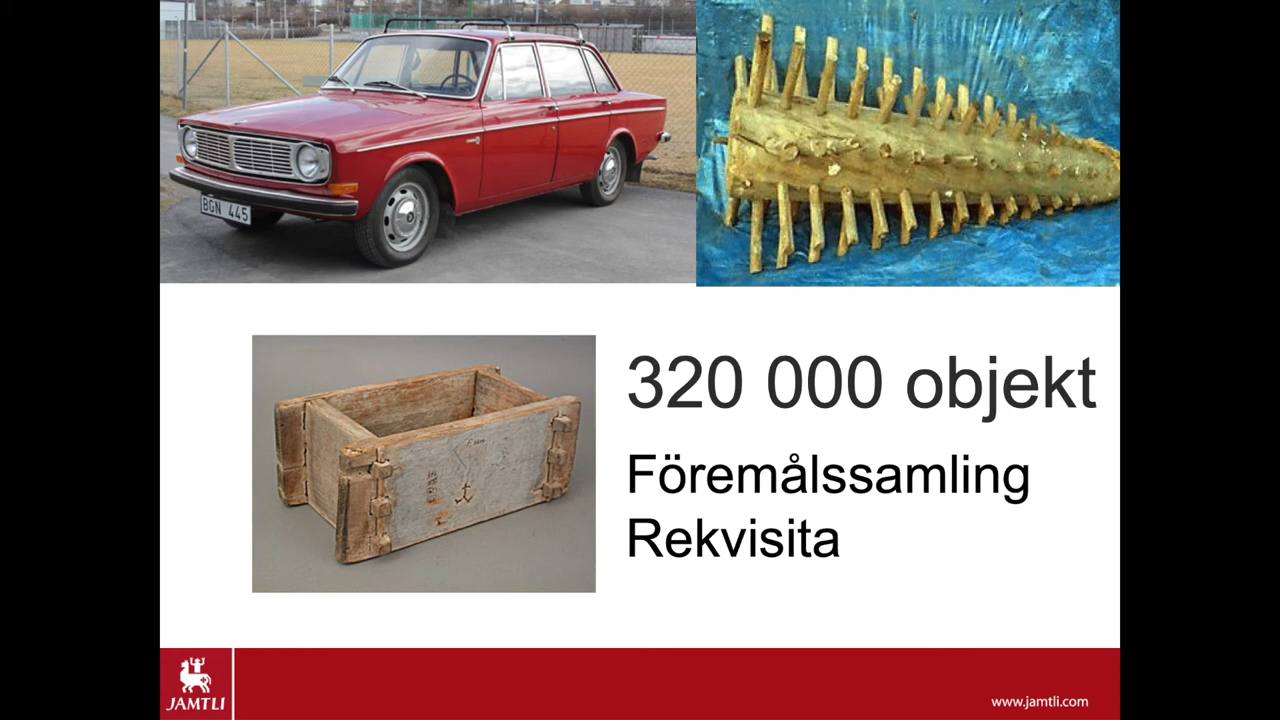 BGN 445
320 000 objekt
Föremålssamling
Rekvisita
JAMTLI
www.jamtli.com